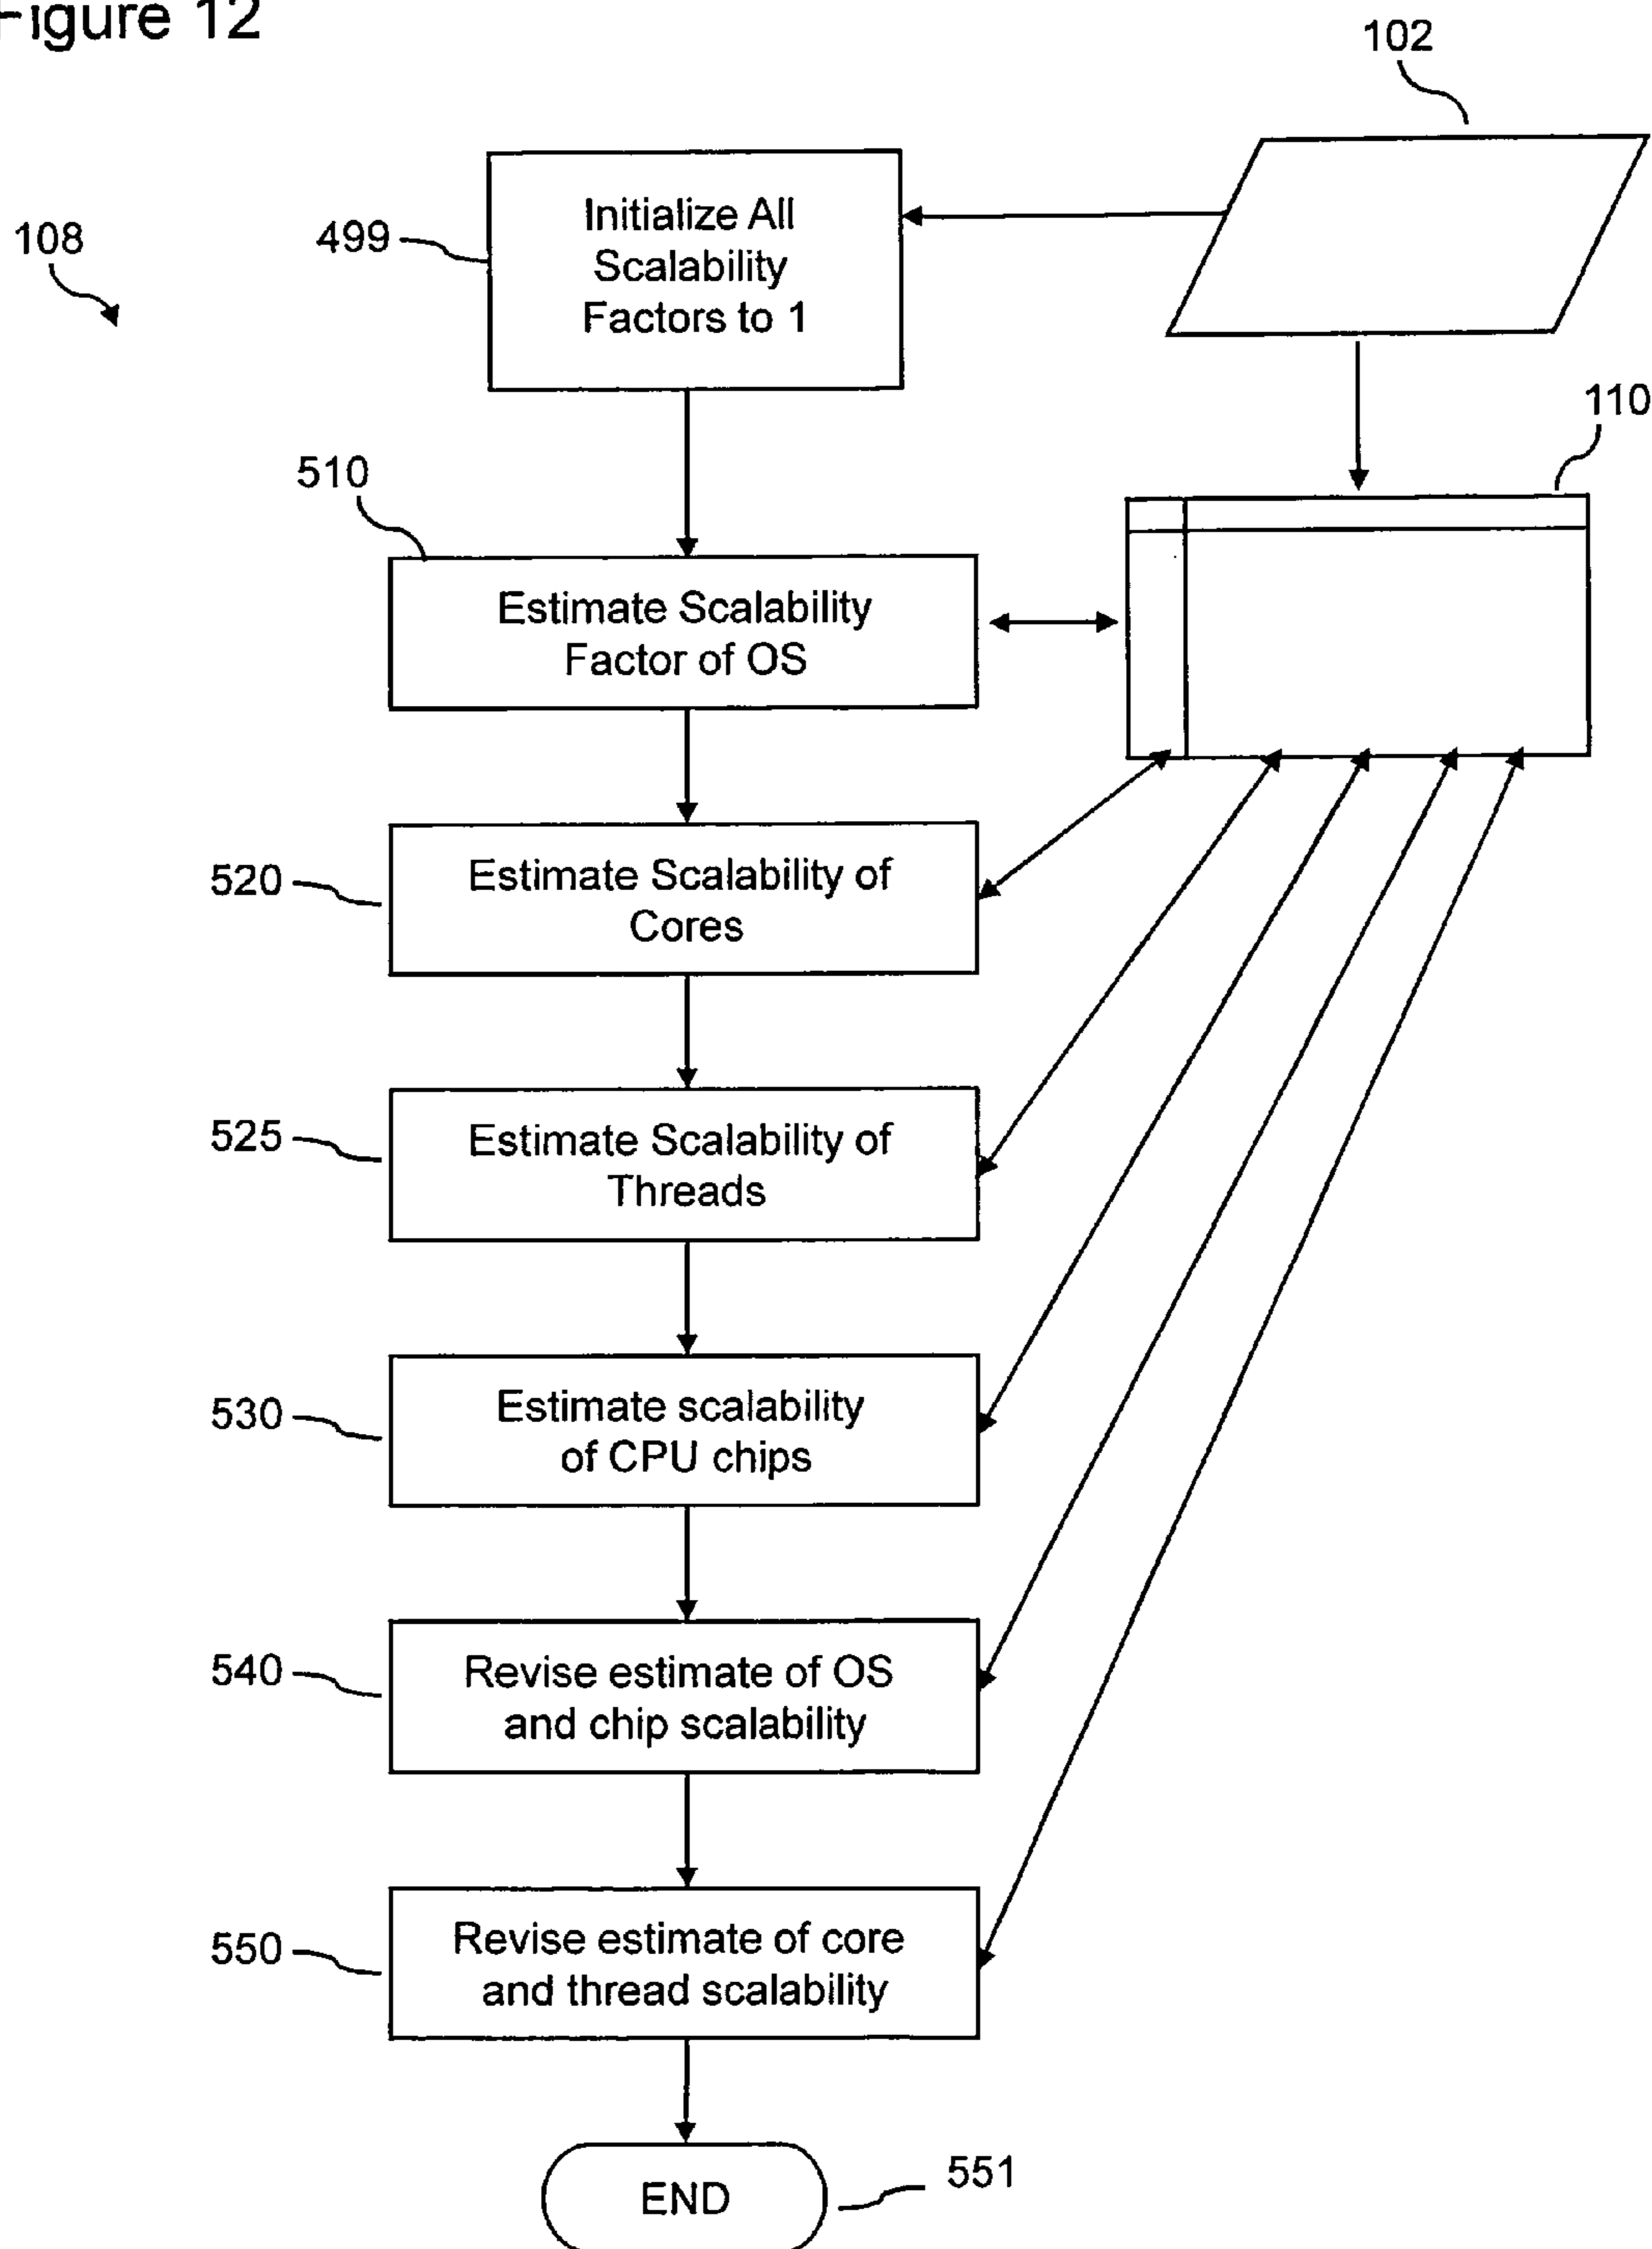 Figure 12
102
108
499
Initialize All
Scalability
Factors to 1
110
510
Estimate Scalability
Factor of OS
520
Estimate Scalability of
Cores
525
Estimate Scalability of
Threads
530
Estimate scalability
of CPU chips
540
Revise estimate of OS
and chip scalability
550
Revise estimate of core
and thread scalability
END
551